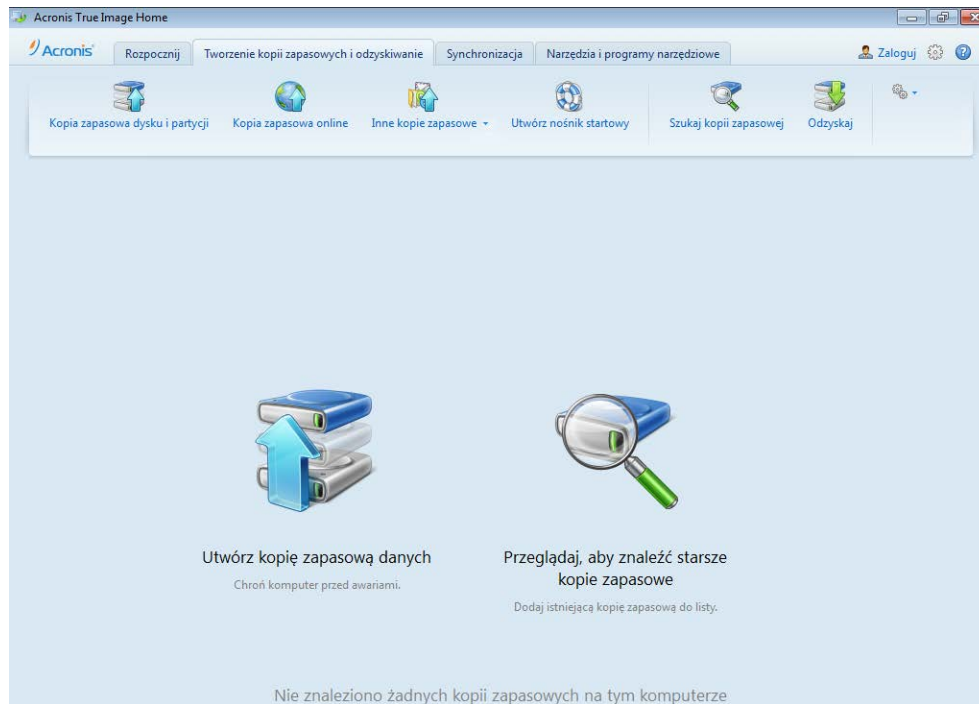 Acronis True Image Home
Acronis
Rozpocznij
Tworzenie kopii zapasowych i odzyskiwanie
Synchronizacja
Narzędzia i programy narzędziowe
Zaloguj
Kopia zapasowa dysku i partycji
Kopia zapasowa online
Inne kopie zapasowe
Utwórz nośnik startowy
Szukaj kopii zapasowej
Odzyskaj
Utwórz kopię zapasową danych
Chroń komputer przed awariami.
Przeglądaj, aby znaleźć starsze
kopie zapasowe
Dodaj istniejącą kopię zapasową do listy.
Nie znaleziono żadnych kopii zapasowych na tym komputerze